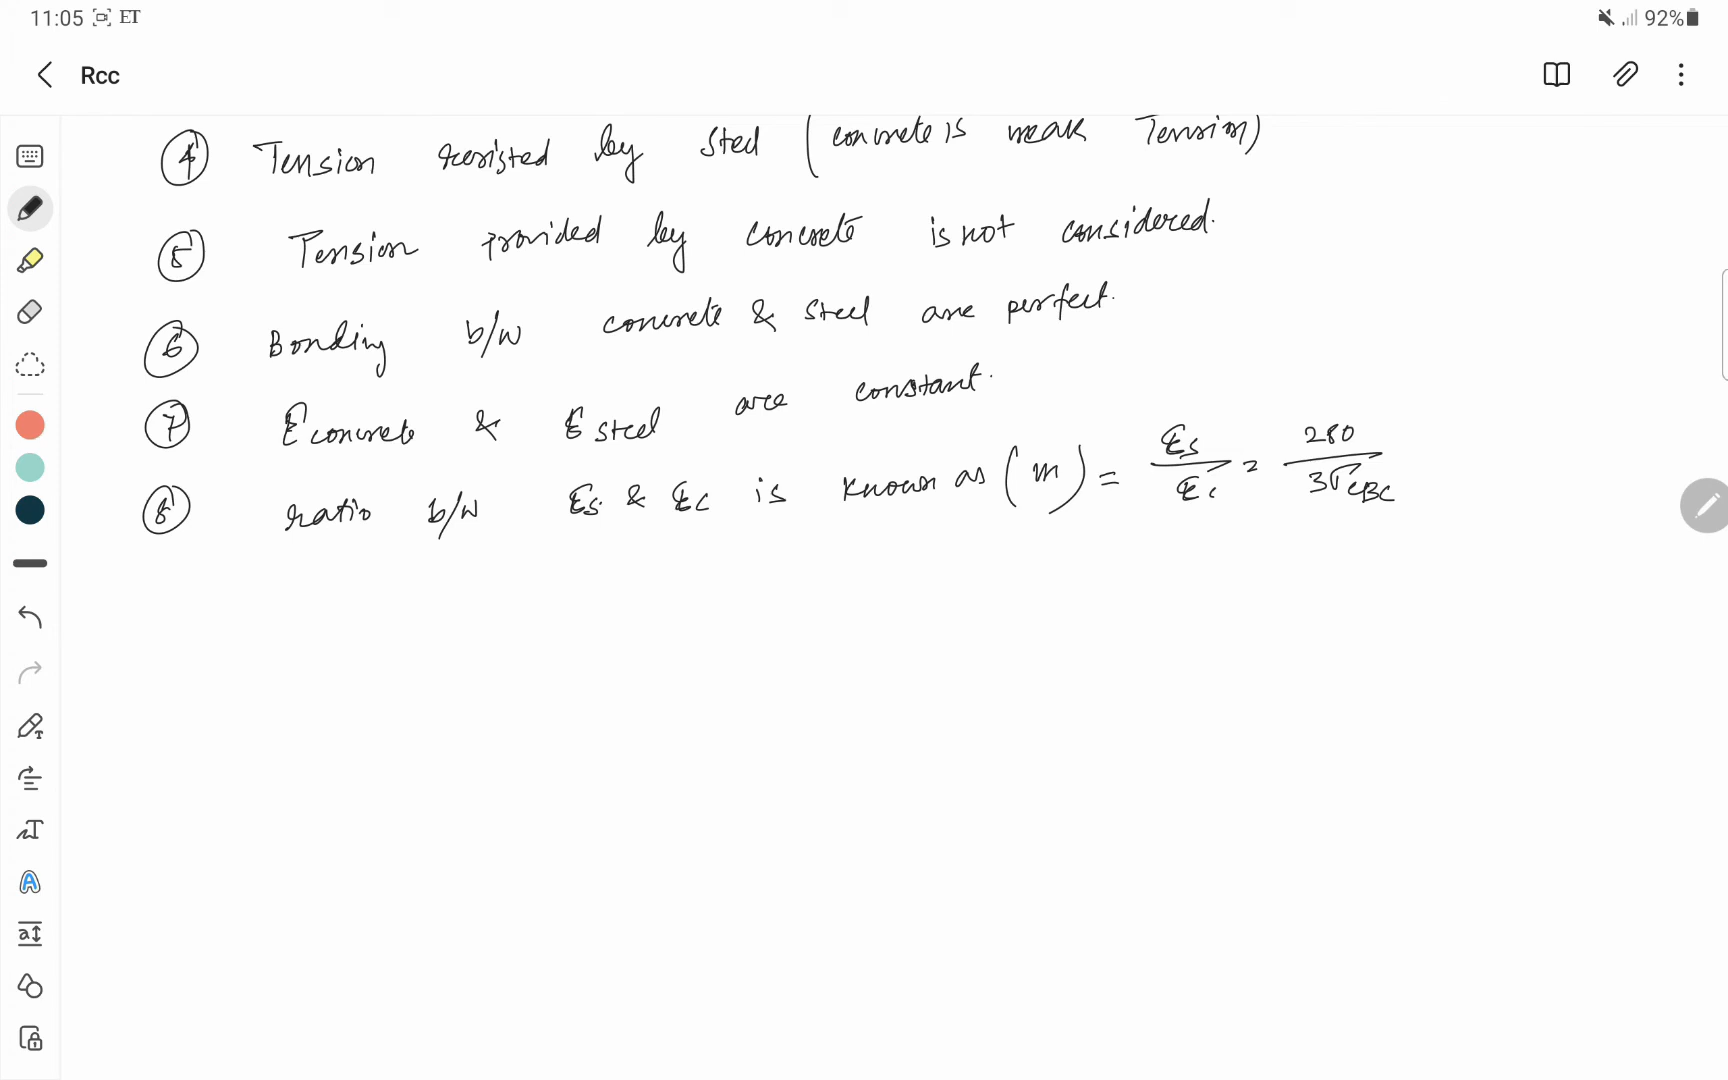 11:05 ET 92%
Rcc
④ Tension resisted by steel (concrete is weak Tension)
⑤ Tension provided by concrete is not considered.
⑥ Bonding b/w concrete & steel are perfect.
⑦ E concrete & E steel are constant.
⑧ ratio b/w Es & Ec is known as (m) = Es/Ec = 280/3σCBC